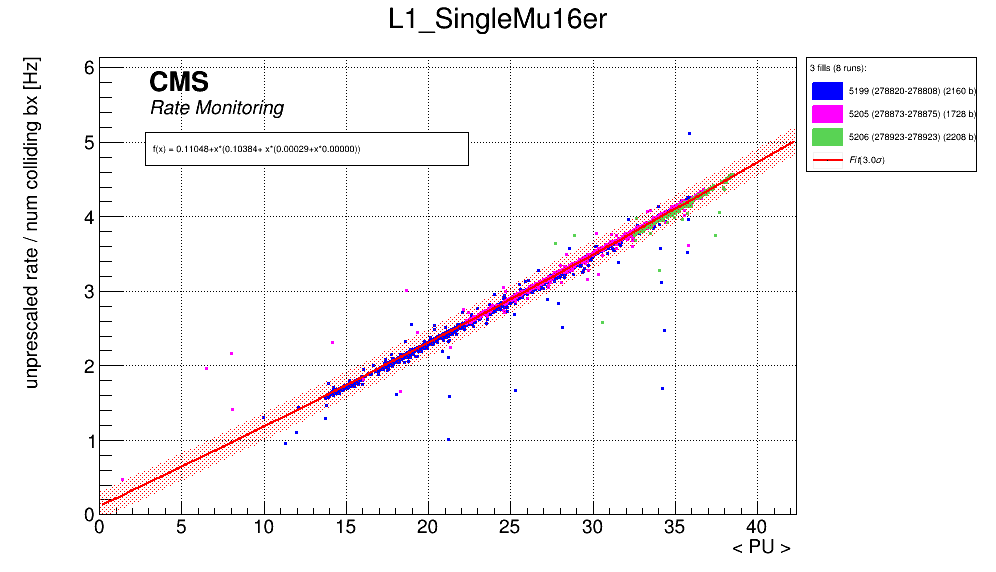 L1_SingleMu16er
unprescaled rate / num colliding bx [Hz]
CMS
Rate Monitoring
f(x) = 0.11048+x*(0.10384+ x*(0.00029+x*0.00000))
6
5
4
3
2
1
0
0 5 10 15 20 25 30 35 40
< PU >
3 fills (8 runs):
5199 (278820-278808) (2160 b)
5205 (278873-278875) (1728 b)
5206 (278923-278923) (2208 b)
Fit(3.0σ)